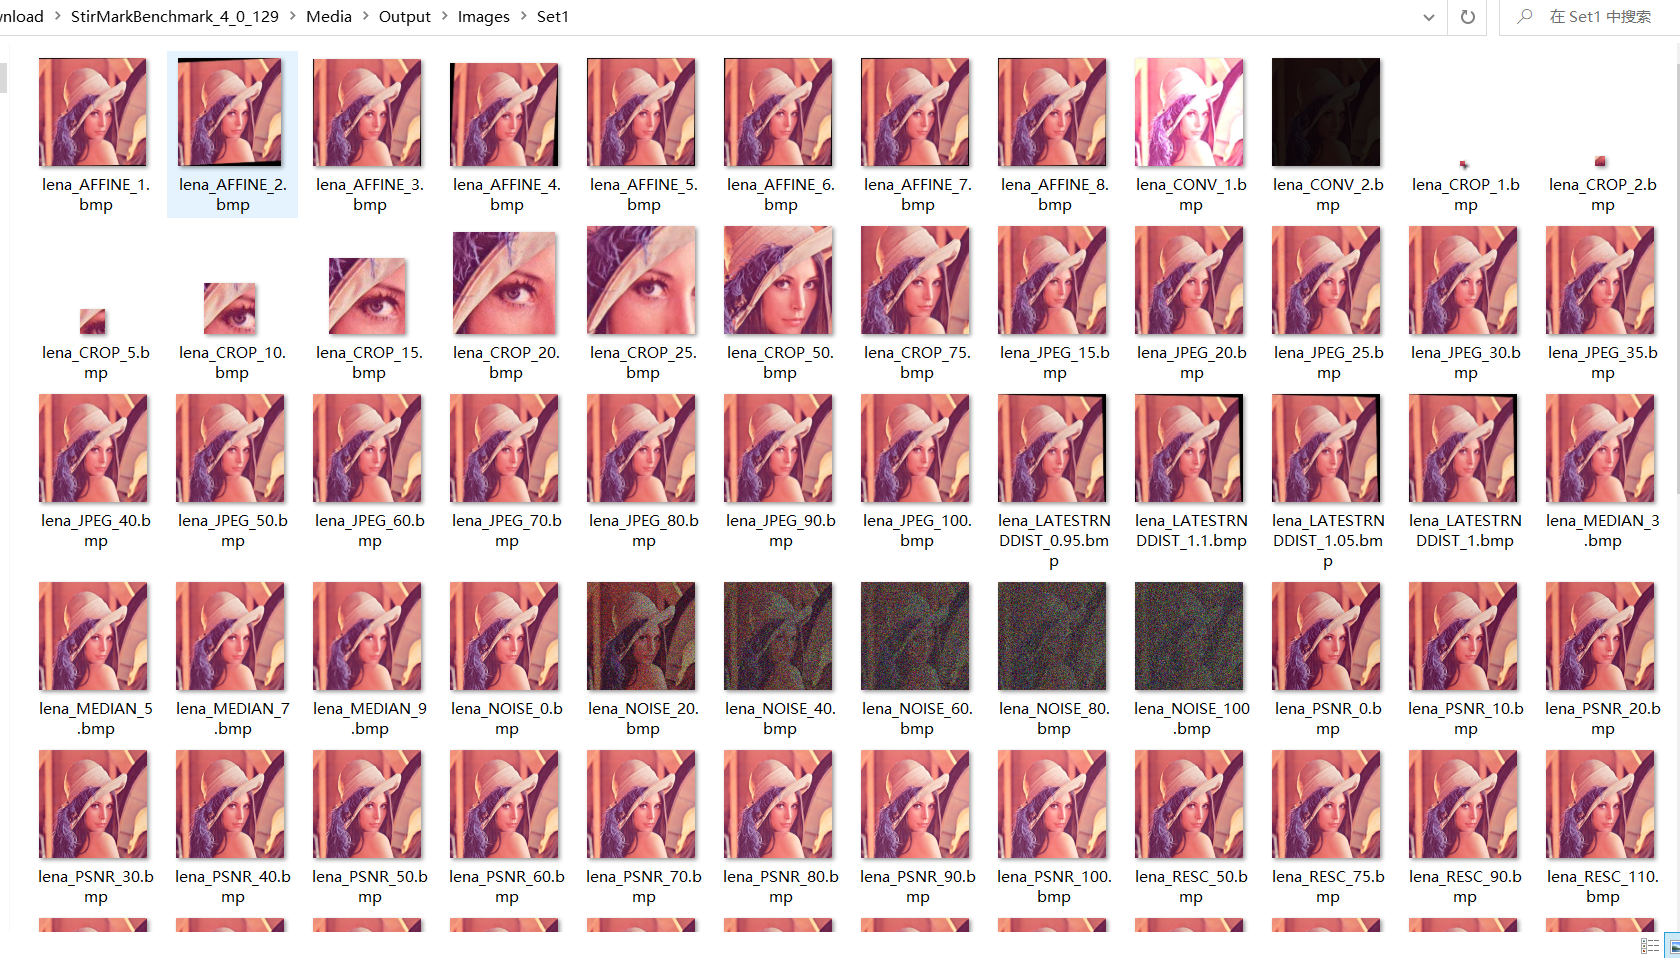 nload > StirMarkBenchmark_4_0_129 > Media > Output > Images > Set1
在 Set1 中搜索
lena_AFFINE_1.bmp
lena_AFFINE_2.bmp
lena_AFFINE_3.bmp
lena_AFFINE_4.bmp
lena_AFFINE_5.bmp
lena_AFFINE_6.bmp
lena_AFFINE_7.bmp
lena_AFFINE_8.bmp
lena_CONV_1.bmp
lena_CONV_2.bmp
lena_CROP_1.bmp
lena_CROP_2.bmp
lena_CROP_5.bmp
lena_CROP_10.bmp
lena_CROP_15.bmp
lena_CROP_20.bmp
lena_CROP_25.bmp
lena_CROP_50.bmp
lena_CROP_75.bmp
lena_JPEG_15.bmp
lena_JPEG_20.bmp
lena_JPEG_25.bmp
lena_JPEG_30.bmp
lena_JPEG_35.bmp
lena_JPEG_40.bmp
lena_JPEG_50.bmp
lena_JPEG_60.bmp
lena_JPEG_70.bmp
lena_JPEG_80.bmp
lena_JPEG_90.bmp
lena_JPEG_100.bmp
lena_LATESTRNDDIST_0.95.bmp
lena_LATESTRNDDIST_1.1.bmp
lena_LATESTRNDDIST_1.05.bmp
lena_LATESTRNDDIST_1.bmp
lena_MEDIAN_3.bmp
lena_MEDIAN_5.bmp
lena_MEDIAN_7.bmp
lena_MEDIAN_9.bmp
lena_NOISE_0.bmp
lena_NOISE_20.bmp
lena_NOISE_40.bmp
lena_NOISE_60.bmp
lena_NOISE_80.bmp
lena_NOISE_100.bmp
lena_PSNR_0.bmp
lena_PSNR_10.bmp
lena_PSNR_20.bmp
lena_PSNR_30.bmp
lena_PSNR_40.bmp
lena_PSNR_50.bmp
lena_PSNR_60.bmp
lena_PSNR_70.bmp
lena_PSNR_80.bmp
lena_PSNR_90.bmp
lena_PSNR_100.bmp
lena_RESC_50.bmp
lena_RESC_75.bmp
lena_RESC_90.bmp
lena_RESC_110.bmp